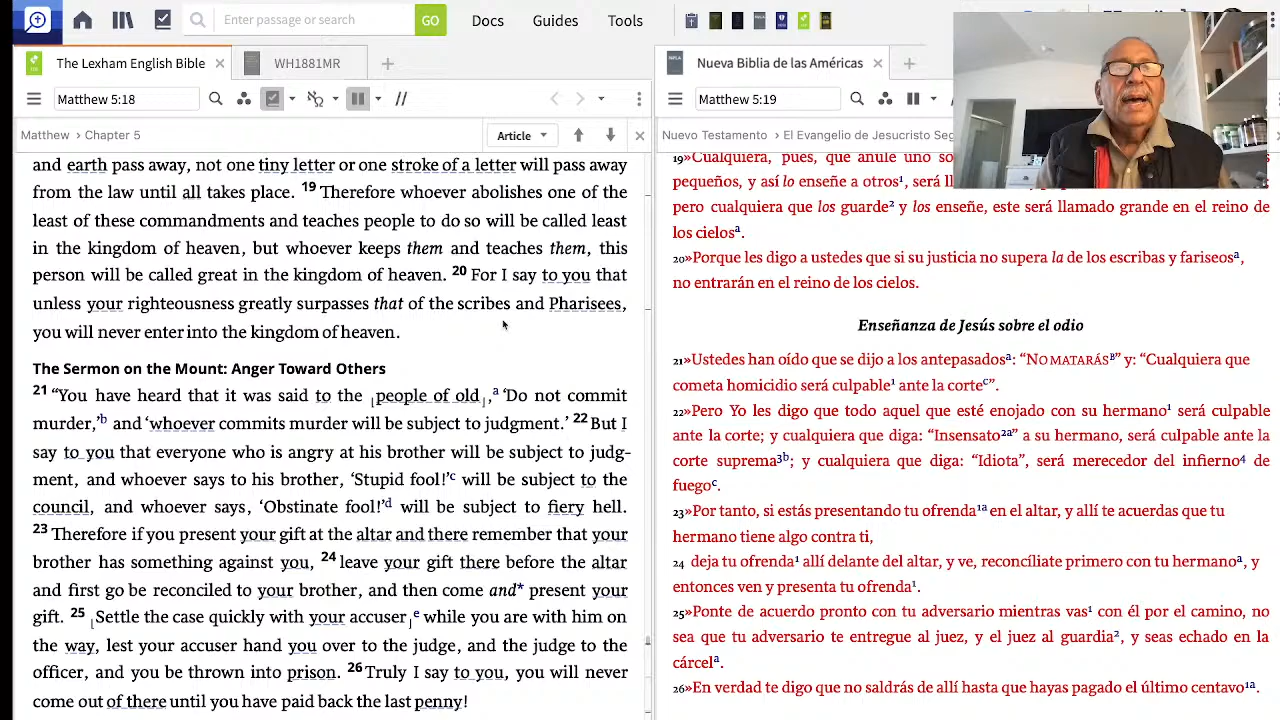 Enter passage or search
GO
Docs
Guides
Tools
The Lexham English Bible
WH1881MR
Matthew 5:18
Matthew > Chapter 5
Article
and earth pass away, not one tiny letter or one stroke of a letter will pass away
from the law until all takes place. 19 Therefore whoever abolishes one of the
least of these commandments and teaches people to do so will be called least
in the kingdom of heaven, but whoever keeps them and teaches them, this
person will be called great in the kingdom of heaven. 20 For I say to you that
unless your righteousness greatly surpasses that of the scribes and Pharisees,
you will never enter into the kingdom of heaven.
The Sermon on the Mount: Anger Toward Others
21 “You have heard that it was said to the ⌊people of old⌋,a ‘Do not commit
murder,’b and ‘whoever commits murder will be subject to judgment.’ 22 But I
say to you that everyone who is angry at his brother will be subject to judg-
ment, and whoever says to his brother, ‘Stupid fool!’c will be subject to the
council, and whoever says, ‘Obstinate fool!’d will be subject to fiery hell.
23 Therefore if you present your gift at the altar and there remember that your
brother has something against you, 24 leave your gift there before the altar
and first go be reconciled to your brother, and then come and* present your
gift. 25 ⌊Settle the case quickly with your accuser⌋e while you are with him on
the way, lest your accuser hand you over to the judge, and the judge to the
officer, and you be thrown into prison. 26 Truly I say to you, you will never
come out of there until you have paid back the last penny!
Nueva Biblia de las Américas
Matthew 5:19
Nuevo Testamento > El Evangelio de Jesucristo Seg
19 »Cualquiera, pues, que anule uno so
pequeños, y así lo enseñe a otros1, será ll
pero cualquiera que los guarde2 y los enseñe, este será llamado grande en el reino de
los cielosa.
20 »Porque les digo a ustedes que si su justicia no supera la de los escribas y fariseosa,
no entrarán en el reino de los cielos.
Enseñanza de Jesús sobre el odio
21 »Ustedes han oído que se dijo a los antepasadosa: “NO MATARÁSB” y: “Cualquiera que
cometa homicidio será culpable1 ante la cortec”.
22 »Pero Yo les digo que todo aquel que esté enojado con su hermano1 será culpable
ante la corte; y cualquiera que diga: “Insensato2a” a su hermano, será culpable ante la
corte suprema3b; y cualquiera que diga: “Idiota”, será merecedor del infierno4 de
fuegoc.
23 »Por tanto, si estás presentando tu ofrenda1a en el altar, y allí te acuerdas que tu
hermano tiene algo contra ti,
24 deja tu ofrenda1 allí delante del altar, y ve, reconcíliate primero con tu hermanoa, y
entonces ven y presenta tu ofrenda1.
25 »Ponte de acuerdo pronto con tu adversario mientras vas1 con él por el camino, no
sea que tu adversario te entregue al juez, y el juez al guardia2, y seas echado en la
cárcela.
26 »En verdad te digo que no saldrás de allí hasta que hayas pagado el último centavo1a.